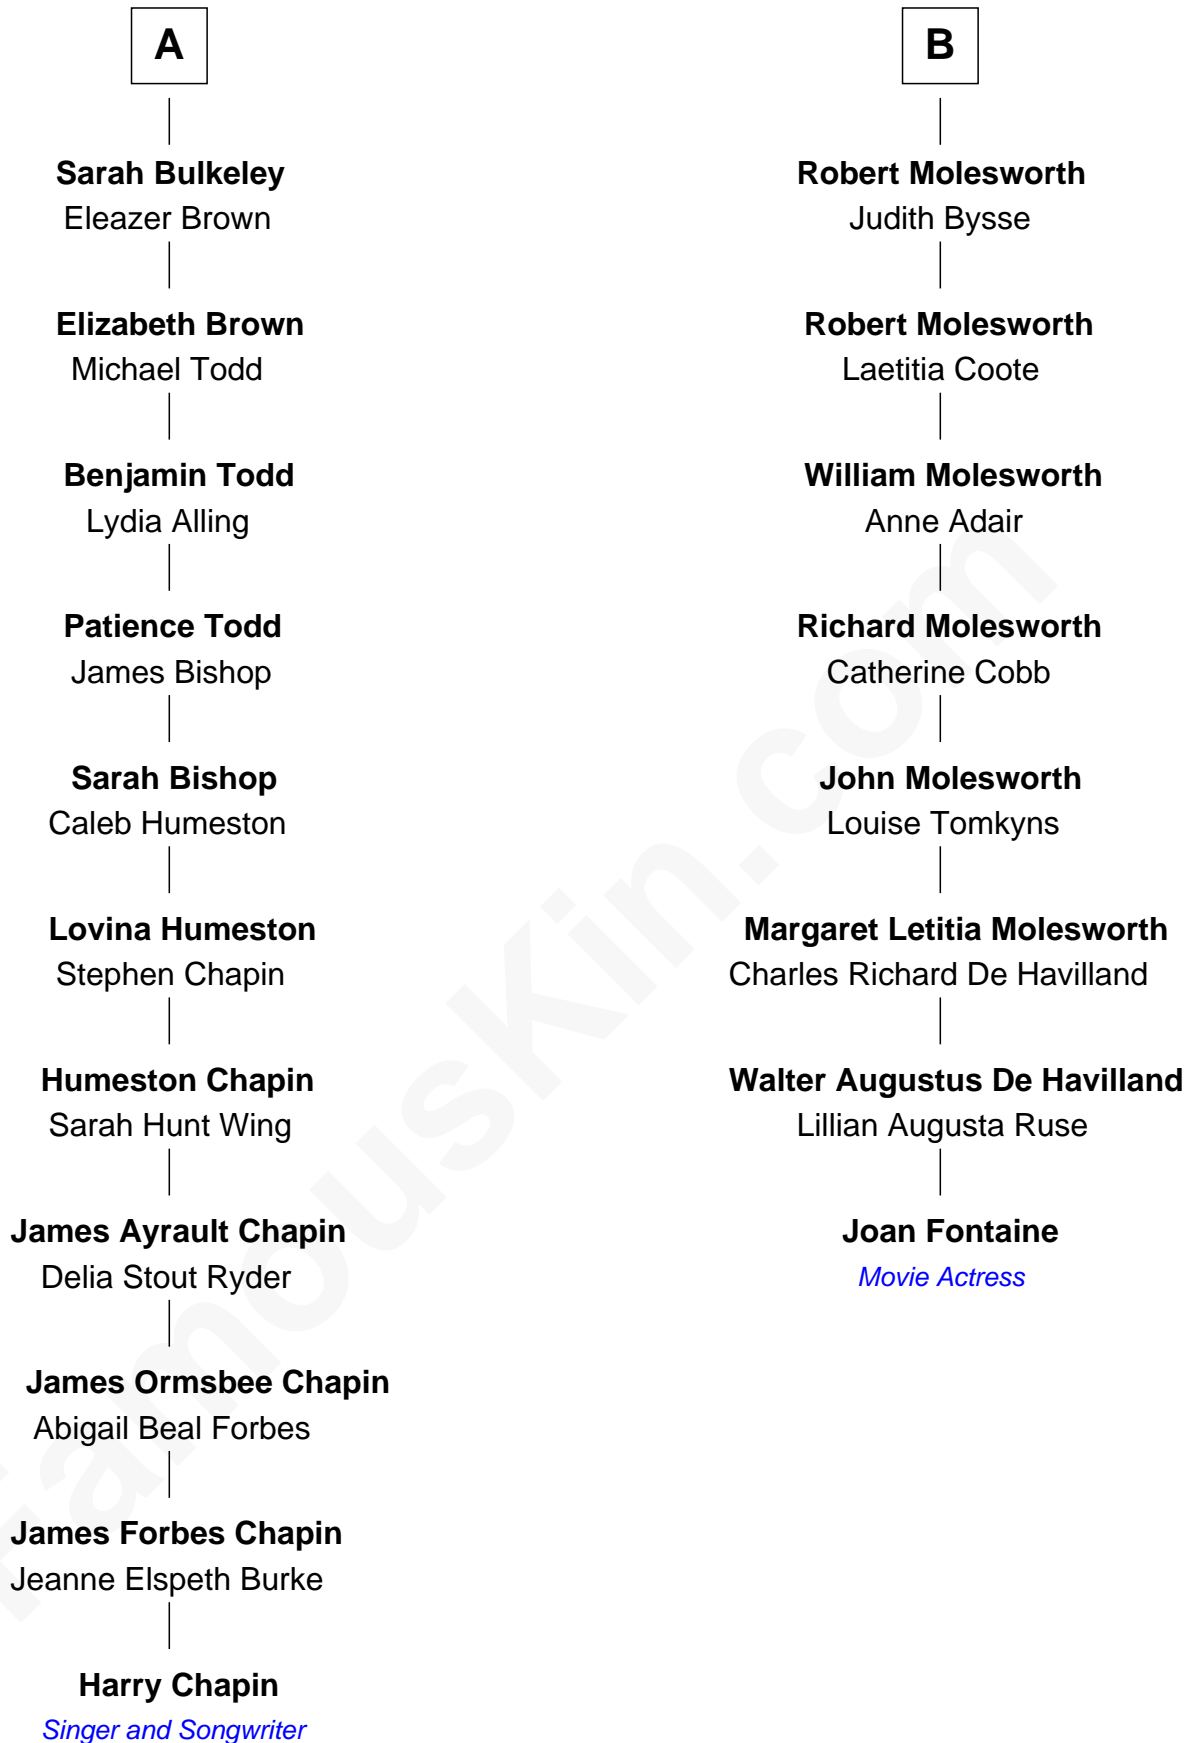 A
Sarah Bulkeley
Eleazer Brown
Elizabeth Brown
Michael Todd
Benjamin Todd
Lydia Alling
Patience Todd
James Bishop
Sarah Bishop
Caleb Humeston
Lovina Humeston
Stephen Chapin
Humeston Chapin
Sarah Hunt Wing
James Ayrault Chapin
Delia Stout Ryder
James Ormsbee Chapin
Abigail Beal Forbes
James Forbes Chapin
Jeanne Elspeth Burke
Harry Chapin
Singer and Songwriter
B
Robert Molesworth
Judith Bysse
Robert Molesworth
Laetitia Coote
William Molesworth
Anne Adair
Richard Molesworth
Catherine Cobb
John Molesworth
Louise Tomkyns
Margaret Letitia Molesworth
Charles Richard De Havilland
Walter Augustus De Havilland
Lillian Augusta Ruse
Joan Fontaine
Movie Actress
FamousKin.com